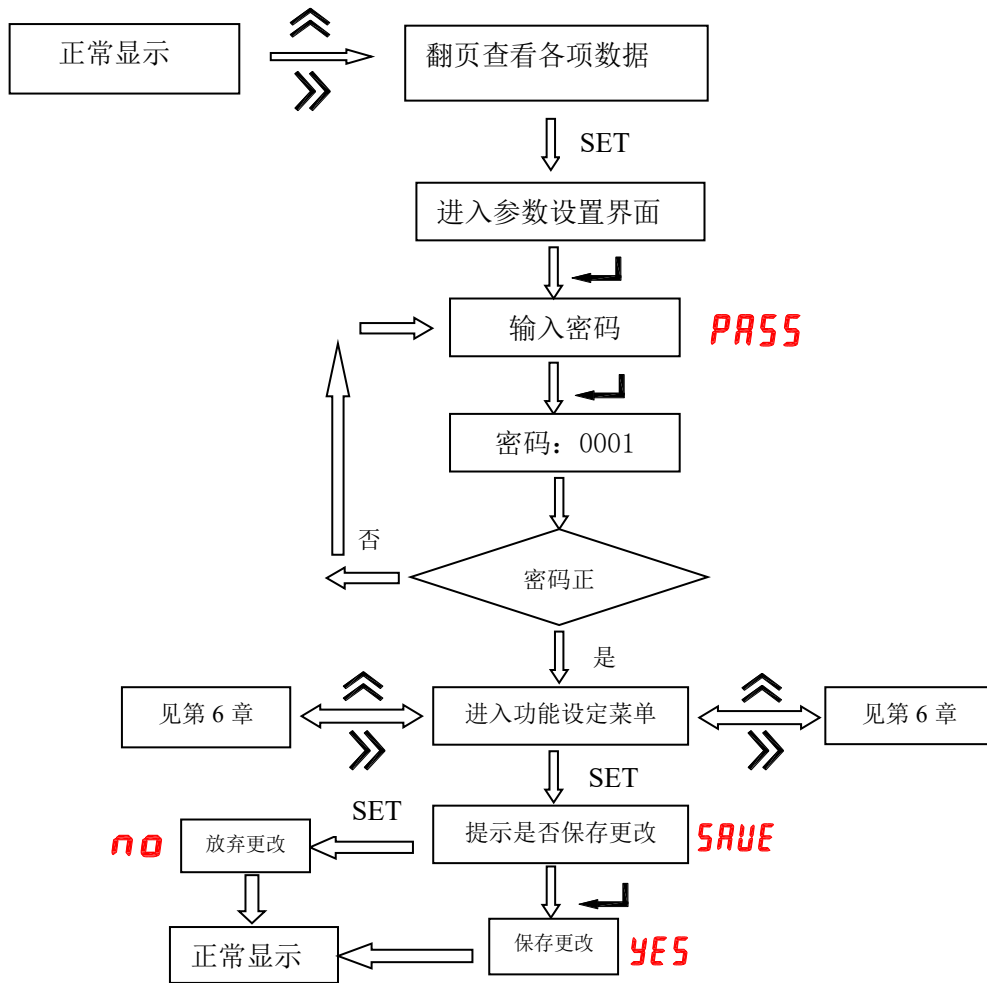 正常显示
翻页查看各项数据
SET
进入参数设置界面
输入密码
PASS
密码：0001
否
密码正
是
见第 6 章
进入功能设定菜单
见第 6 章
SET
SET
no
放弃更改
提示是否保存更改
SAVE
正常显示
保存更改
YES